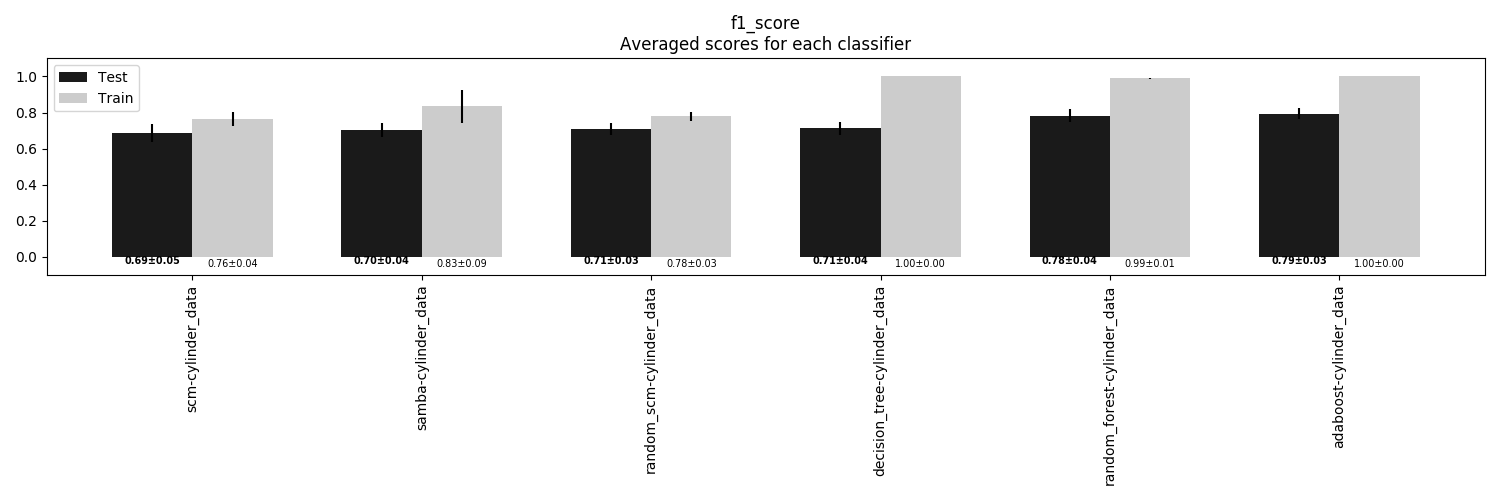 f1_score
Averaged scores for each classifier
Test
Train
1.0
0.8
0.6
0.4
0.2
0.0
0.69±0.05 0.76±0.04 0.70±0.04 0.83±0.09 0.71±0.03 0.78±0.03 0.71±0.04 1.00±0.00 0.78±0.04 0.99±0.01 0.79±0.03 1.00±0.00
scm-cylinder_data
samba-cylinder_data
random_scm-cylinder_data
decision_tree-cylinder_data
random_forest-cylinder_data
adaboost-cylinder_data